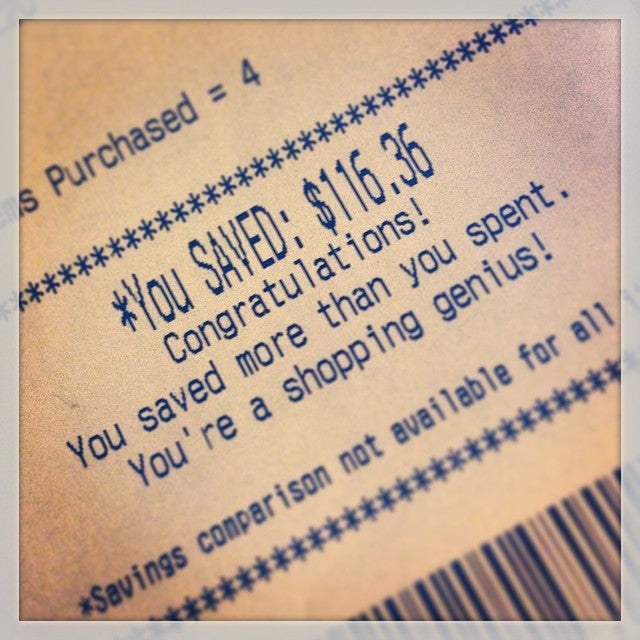 ms Purchased = 4
*************************************
*You SAVED: $116.36
Congratulations!
You saved more than you spent.
You're a shopping genius!
*Savings comparison not available for all
*************************************